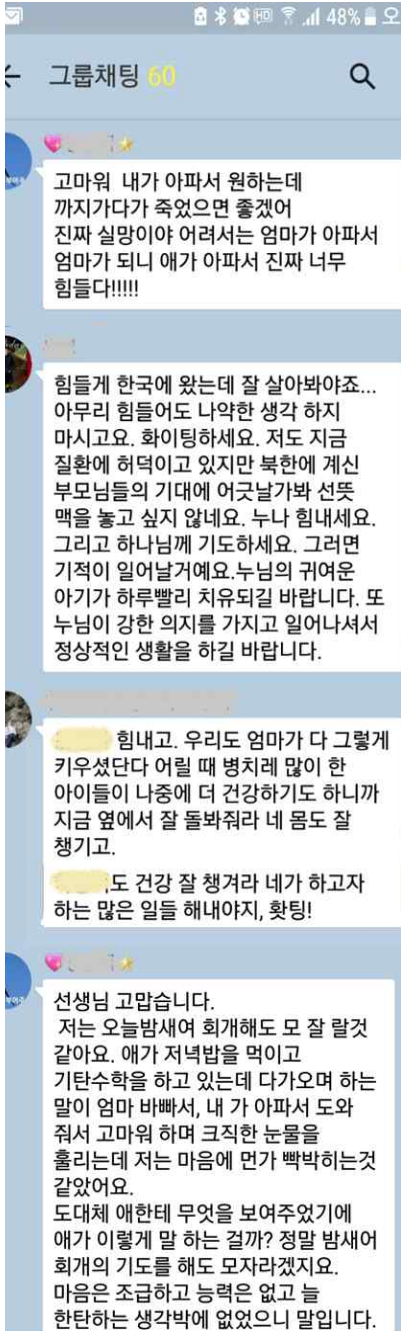 48% 오
그룹채팅 60
고마워 내가 아파서 원하는데
까지가다가 죽었으면 좋겠어
진짜 실망이야 어려서는 엄마가 아파서
엄마가 되니 애가 아파서 진짜 너무
힘들다!!!!!
힘들게 한국에 왔는데 잘 살아봐야죠...
아무리 힘들어도 나약한 생각 하지
마시고요. 화이팅하세요. 저도 지금
질환에 허덕이고 있지만 북한에 계신
부모님들의 기대에 어긋날가봐 선뜻
맥을 놓고 싶지 않네요. 누나 힘내세요.
그리고 하나님께 기도하세요. 그러면
기적이 일어날거예요.누님의 귀여운
아기가 하루빨리 치유되길 바랍니다. 또
누님이 강한 의지를 가지고 일어나셔서
정상적인 생활을 하길 바랍니다.
힘내고. 우리도 엄마가 다 그렇게
키우셨단다 어릴 때 병치레 많이 한
아이들이 나중에 더 건강하기도 하니까
지금 옆에서 잘 돌봐줘라 네 몸도 잘
챙기고.
도 건강 잘 챙겨라 네가 하고자
하는 많은 일들 해내야지, 홧팅!
선생님 고맙습니다.
저는 오늘밤새여 회개해도 모 잘 랄것
같아요. 애가 저녁밥을 먹이고
기탄수학을 하고 있는데 다가오며 하는
말이 엄마 바빠서, 내 가 아파서 도와
줘서 고마워 하며 크직한 눈물을
훌리는데 저는 마음에 먼가 빡박히는것
같았어요.
도대체 애한테 무엇을 보여주었기에
애가 이렇게 말 하는 걸까? 정말 밤새어
회개의 기도를 해도 모자라겠지요.
마음은 조급하고 능력은 없고 늘
한탄하는 생각박에 없었으니 말입니다.